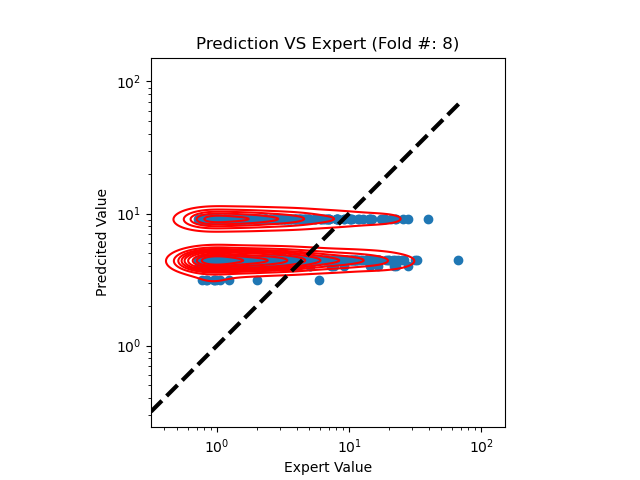 Prediction VS Expert (Fold #: 8)
10²
10¹
10⁰
Predcited Value
10⁰ 10¹ 10²
Expert Value